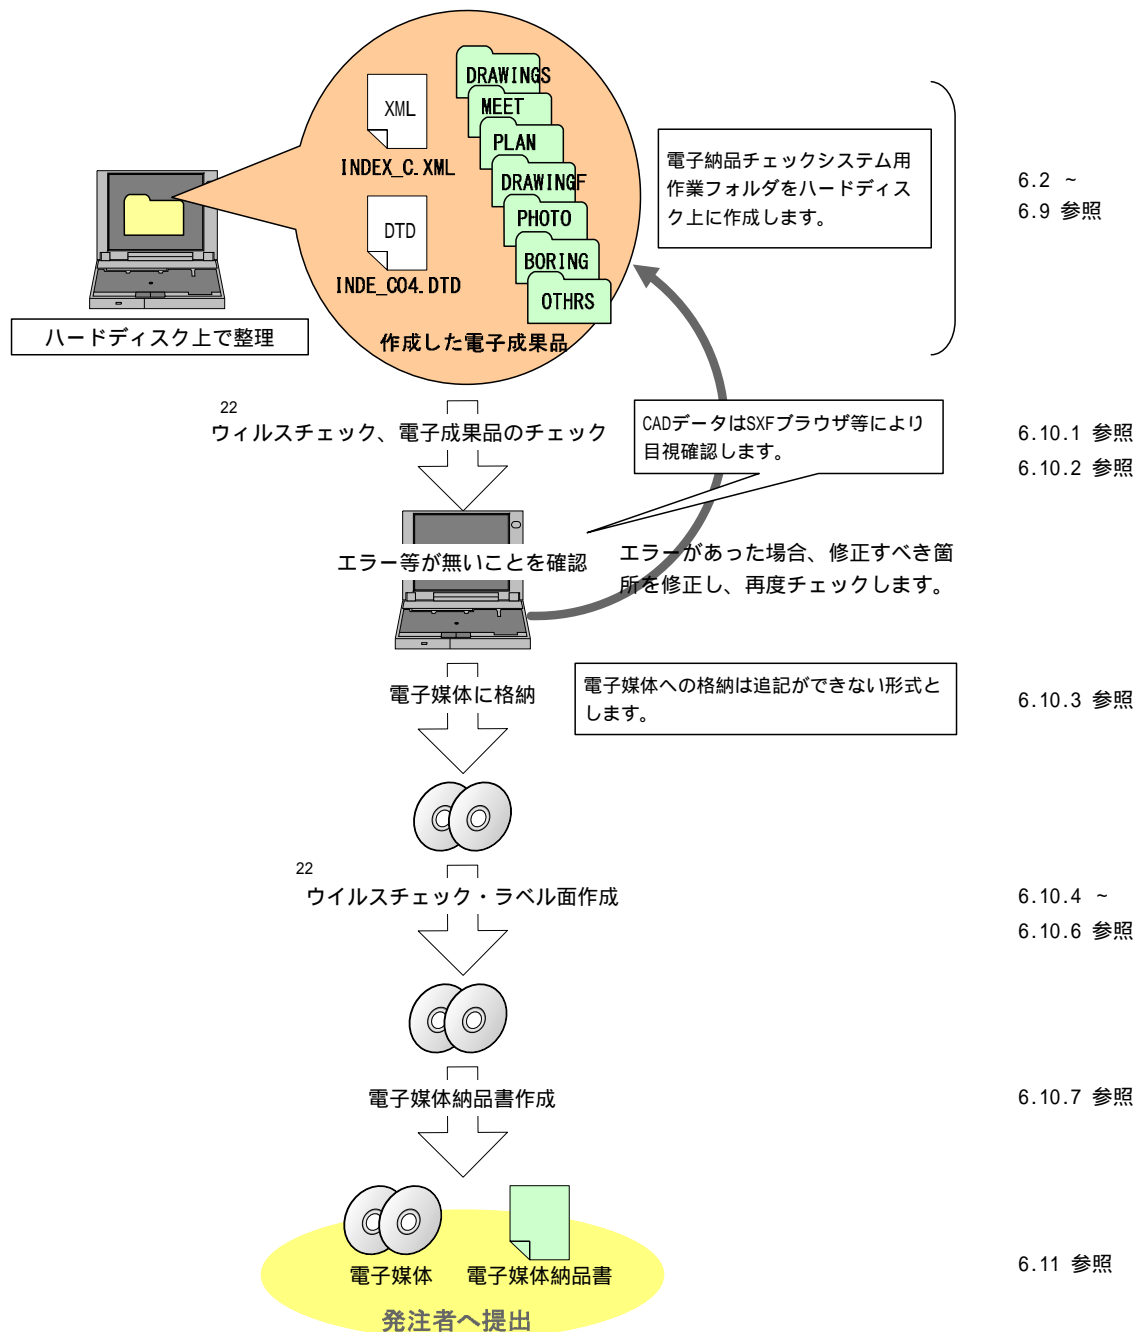 DRAWINGS
XML
MEET
PLAN
INDEX_C.XML
DRAWINGF
PHOTO
DTD
BORING
INDE_C04.DTD
OTHRS
作成した電子成果品
ハードディスク上で整理
電子納品チェックシステム用
作業フォルダをハードディス
ク上に作成します。
6.2 ~
6.9 参照
22
ウィルスチェック、電子成果品のチェック
CADデータはSXFブラウザ等により
目視確認します。
6.10.1 参照
6.10.2 参照
エラー等が無いことを確認
エラーがあった場合、修正すべき箇
所を修正し、再度チェックします。
電子媒体に格納
電子媒体への格納は追記ができない形式と
します。
6.10.3 参照
22
ウイルスチェック・ラベル面作成
6.10.4 ~
6.10.6 参照
電子媒体納品書作成
6.10.7 参照
電子媒体
電子媒体納品書
6.11 参照
発注者へ提出